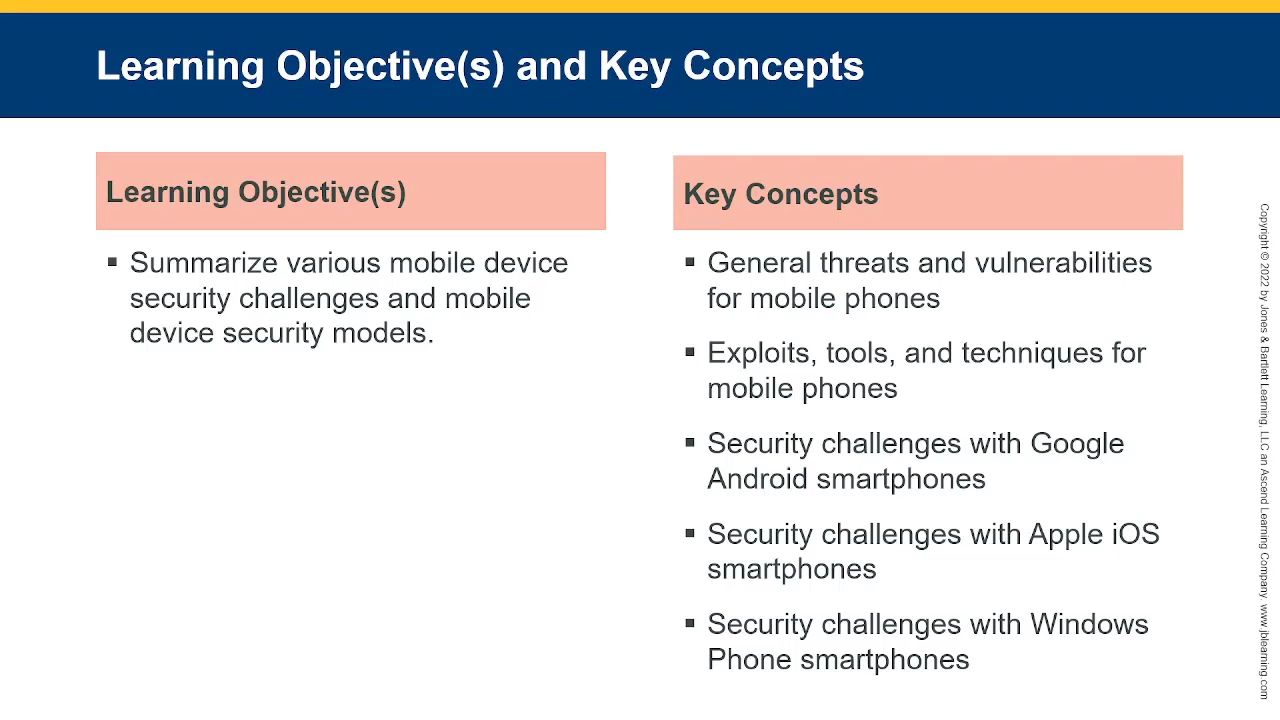 Learning Objective(s) and Key Concepts
Learning Objective(s)
▪ Summarize various mobile device
security challenges and mobile
device security models.
Key Concepts
▪ General threats and vulnerabilities
for mobile phones
▪ Exploits, tools, and techniques for
mobile phones
▪ Security challenges with Google
Android smartphones
▪ Security challenges with Apple iOS
smartphones
▪ Security challenges with Windows
Phone smartphones
Copyright © 2022 by Jones & Bartlett Learning, LLC an Ascend Learning Company. www.jblearning.com